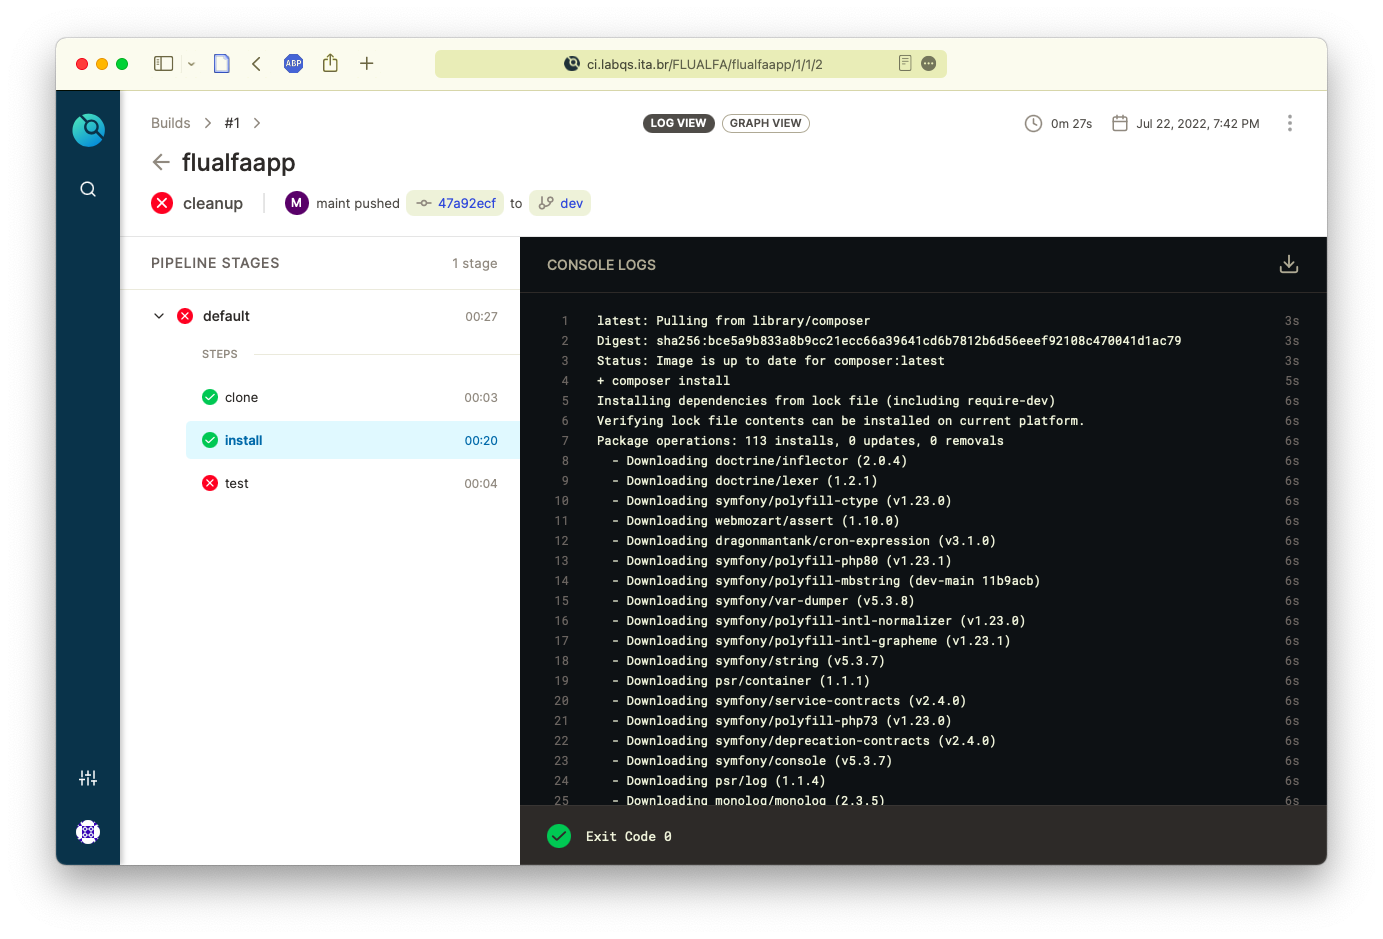 ABP
ci.labqs.ita.br/FLUALFA/flualfaapp/1/1/2
Builds > #1 >
LOG VIEW GRAPH VIEW
0m 27s Jul 22, 2022, 7:42 PM
flualfaapp
cleanup M maint pushed 47a92ecf to dev
PIPELINE STAGES 1 stage
default 00:27
STEPS
clone 00:03
install 00:20
test 00:04
CONSOLE LOGS
1 latest: Pulling from library/composer 3s
2 Digest: sha256:bce5a9b833a8b9cc21ecc66a39641cd6b7812b6d56eeef92108c470041d1ac79 3s
3 Status: Image is up to date for composer:latest 3s
4 + composer install 5s
5 Installing dependencies from lock file (including require-dev) 6s
6 Verifying lock file contents can be installed on current platform. 6s
7 Package operations: 113 installs, 0 updates, 0 removals 6s
8 - Downloading doctrine/inflector (2.0.4) 6s
9 - Downloading doctrine/lexer (1.2.1) 6s
10 - Downloading symfony/polyfill-ctype (v1.23.0) 6s
11 - Downloading webmozart/assert (1.10.0) 6s
12 - Downloading dragonmantank/cron-expression (v3.1.0) 6s
13 - Downloading symfony/polyfill-php80 (v1.23.1) 6s
14 - Downloading symfony/polyfill-mbstring (dev-main 11b9acb) 6s
15 - Downloading symfony/var-dumper (v5.3.8) 6s
16 - Downloading symfony/polyfill-intl-normalizer (v1.23.0) 6s
17 - Downloading symfony/polyfill-intl-grapheme (v1.23.1) 6s
18 - Downloading symfony/string (v5.3.7) 6s
19 - Downloading psr/container (1.1.1) 6s
20 - Downloading symfony/service-contracts (v2.4.0) 6s
21 - Downloading symfony/polyfill-php73 (v1.23.0) 6s
22 - Downloading symfony/deprecation-contracts (v2.4.0) 6s
23 - Downloading symfony/console (v5.3.7) 6s
24 - Downloading psr/log (1.1.4) 6s
25 - Downloading monolog/monolog (2.3.5) 6s
Exit Code 0